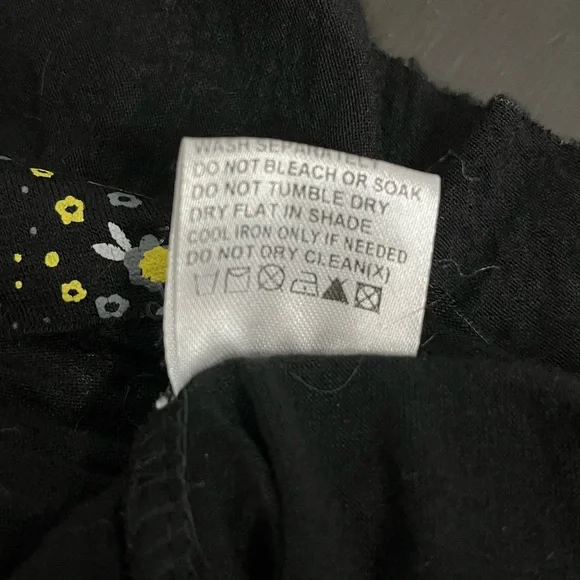 WASH SEPARATELY
DO NOT BLEACH OR SOAK
DO NOT TUMBLE DRY
DRY FLAT IN SHADE
COOL IRON ONLY IF NEEDED
DO NOT DRY CLEAN(X)